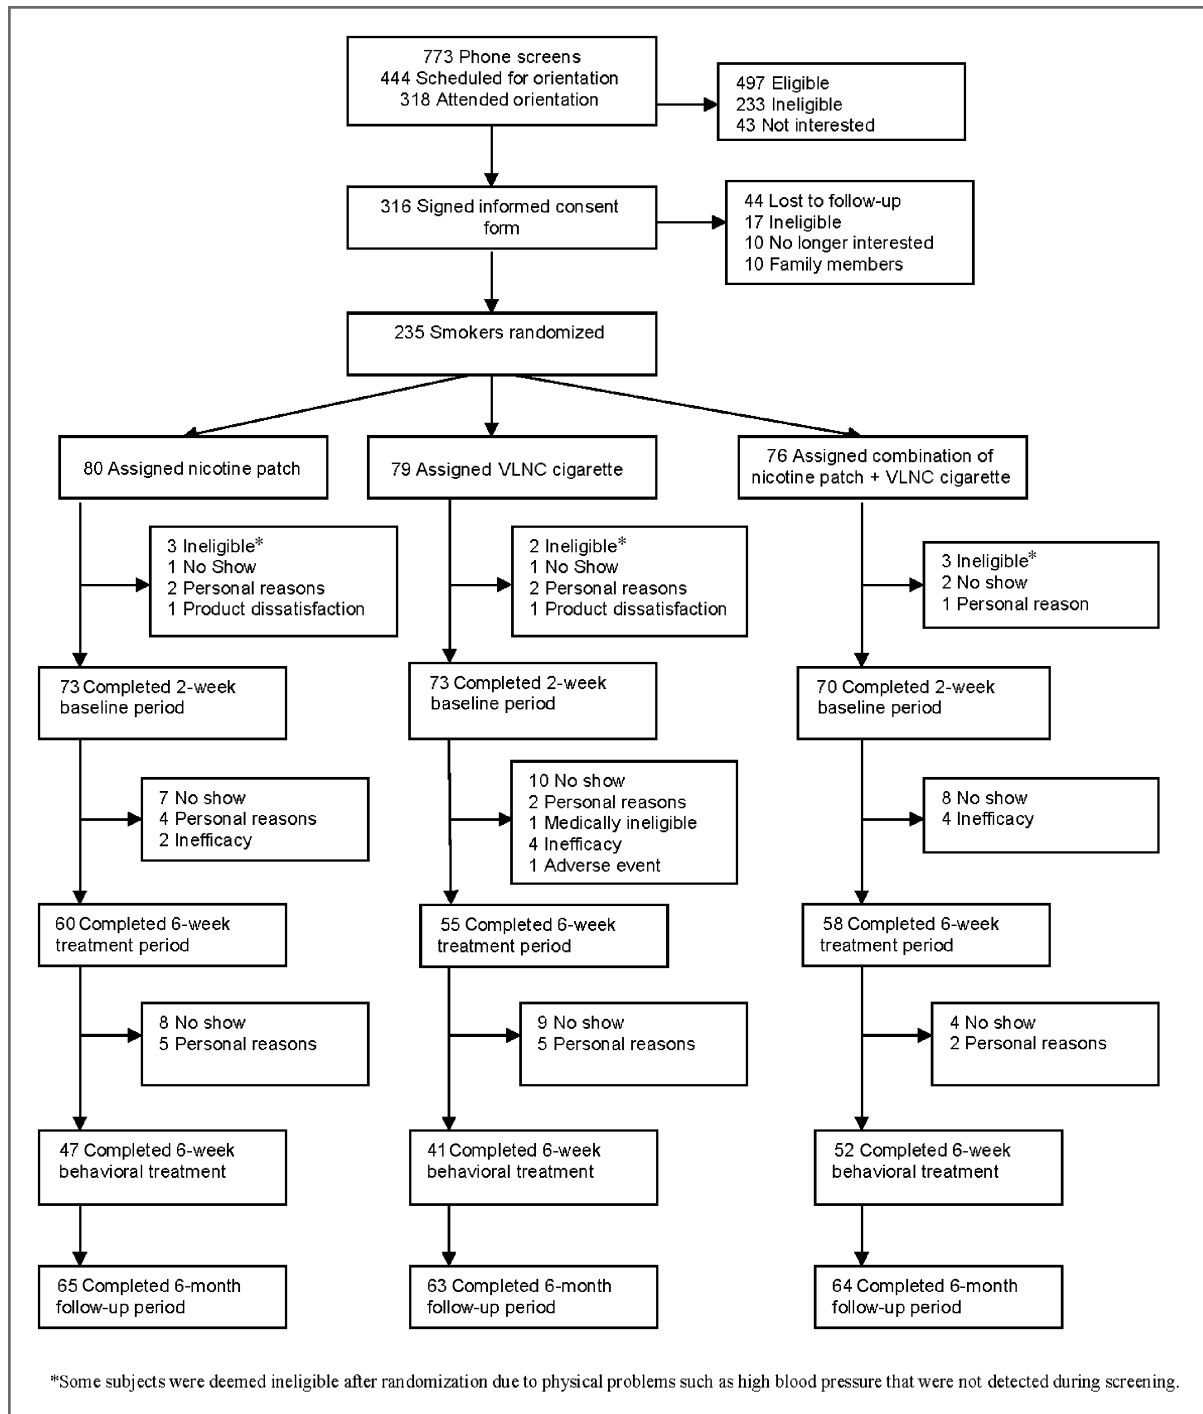 773 Phone screens
444 Scheduled for orientation
318 Attended orientation
497 Eligible
233 Ineligible
43 Not interested
316 Signed informed consent
form
44 Lost to follow-up
17 Ineligible
10 No longer interested
10 Family members
235 Smokers randomized
80 Assigned nicotine patch
79 Assigned VLNC cigarette
76 Assigned combination of
nicotine patch + VLNC cigarette
3 Ineligible*
1 No Show
2 Personal reasons
1 Product dissatisfaction
2 Ineligible*
1 No Show
2 Personal reasons
1 Product dissatisfaction
3 Ineligible*
2 No show
1 Personal reason
73 Completed 2-week
baseline period
73 Completed 2-week
baseline period
70 Completed 2-week
baseline period
7 No show
4 Personal reasons
2 Inefficacy
10 No show
2 Personal reasons
1 Medically ineligible
4 Inefficacy
1 Adverse event
8 No show
4 Inefficacy
60 Completed 6-week
treatment period
55 Completed 6-week
treatment period
58 Completed 6-week
treatment period
8 No show
5 Personal reasons
9 No show
5 Personal reasons
4 No show
2 Personal reasons
47 Completed 6-week
behavioral treatment
41 Completed 6-week
behavioral treatment
52 Completed 6-week
behavioral treatment
65 Completed 6-month
follow-up period
63 Completed 6-month
follow-up period
64 Completed 6-month
follow-up period
*Some subjects were deemed ineligible after randomization due to physical problems such as high blood pressure that were not detected during screening.